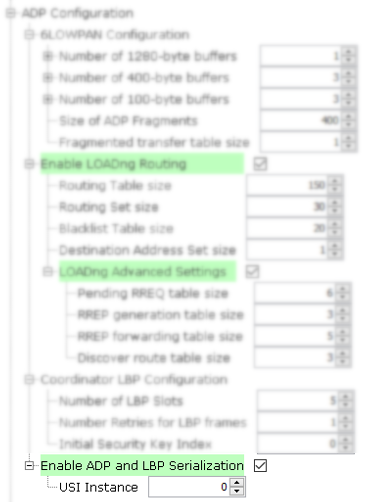 ADP Configuration
6LOWPAN Configuration
Number of 1280-byte buffers 1
Number of 400-byte buffers 3
Number of 100-byte buffers 3
Size of ADP Fragments 400
Fragmented transfer table size 1
Enable LOADng Routing
Routing Table size 150
Routing Set size 30
Blacklist Table size 20
Destination Address Set size 1
LOADng Advanced Settings
Pending RREQ table size 6
RREP generation table size 3
RREP forwarding table size 5
Discover route table size 3
Coordinator LBP Configuration
Number of LBP Slots 5
Number Retries for LBP frames 1
Initial Security Key Index 0
Enable ADP and LBP Serialization
USI Instance 0